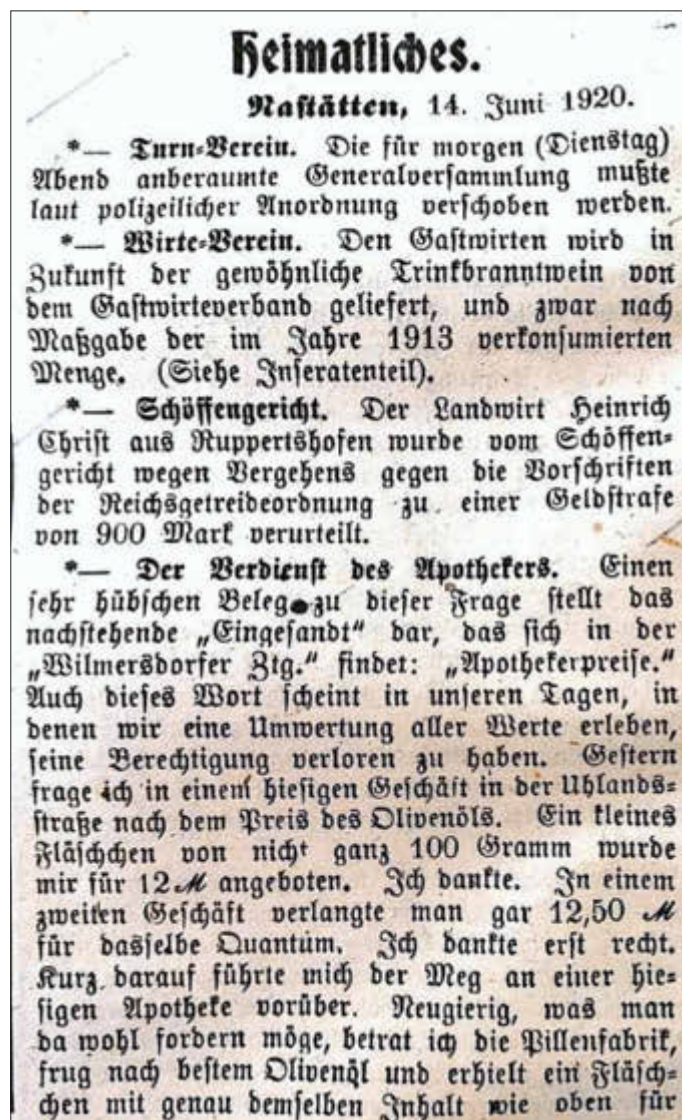 Heimatliches.
Nastätten, 14. Juni 1920.
*— Turn-Verein. Die für morgen (Dienstag)
Abend anberaumte Generalversammlung mußte
laut polizeilicher Anordnung verschoben werden.
*— Wirte-Verein. Den Gastwirten wird in
Zukunft der gewöhnliche Trinkbranntwein von
dem Gastwirteverband geliefert, und zwar nach
Maßgabe der im Jahre 1913 verkonsumierten
Menge. (Siehe Inseratenteil).
*— Schöffengericht. Der Landwirt Heinrich
Christ aus Ruppertshofen wurde vom Schöffen-
gericht wegen Vergehens gegen die Vorschriften
der Reichsgetreideordnung zu einer Geldstrafe
von 900 Mark verurteilt.
*— Der Verdienst des Apothekers. Einen
sehr hübschen Beleg zu dieser Frage stellt das
nachstehende „Eingesandt“ dar, das sich in der
„Wilmersdorfer Ztg.“ findet: „Apothekerpreise.“
Auch dieses Wort scheint in unseren Tagen, in
denen wir eine Umwertung aller Werte erleben,
seine Berechtigung verloren zu haben. Gestern
frage ich in einem hiesigen Geschäft in der Uhlands-
straße nach dem Preis des Olivenöls. Ein kleines
Fläschchen von nicht ganz 100 Gramm wurde
mir für 12 ℳ angeboten. Ich dankte. In einem
zweiten Geschäft verlangte man gar 12,50 ℳ
für dasselbe Quantum. Ich dankte erst recht.
Kurz darauf führte mich der Weg an einer hie-
sigen Apotheke vorüber. Neugierig, was man
da wohl fordern möge, betrat ich die Pillenfabrik,
frug nach bestem Olivenöl und erhielt ein Fläsch-
chen mit genau demselben Inhalt wie oben für